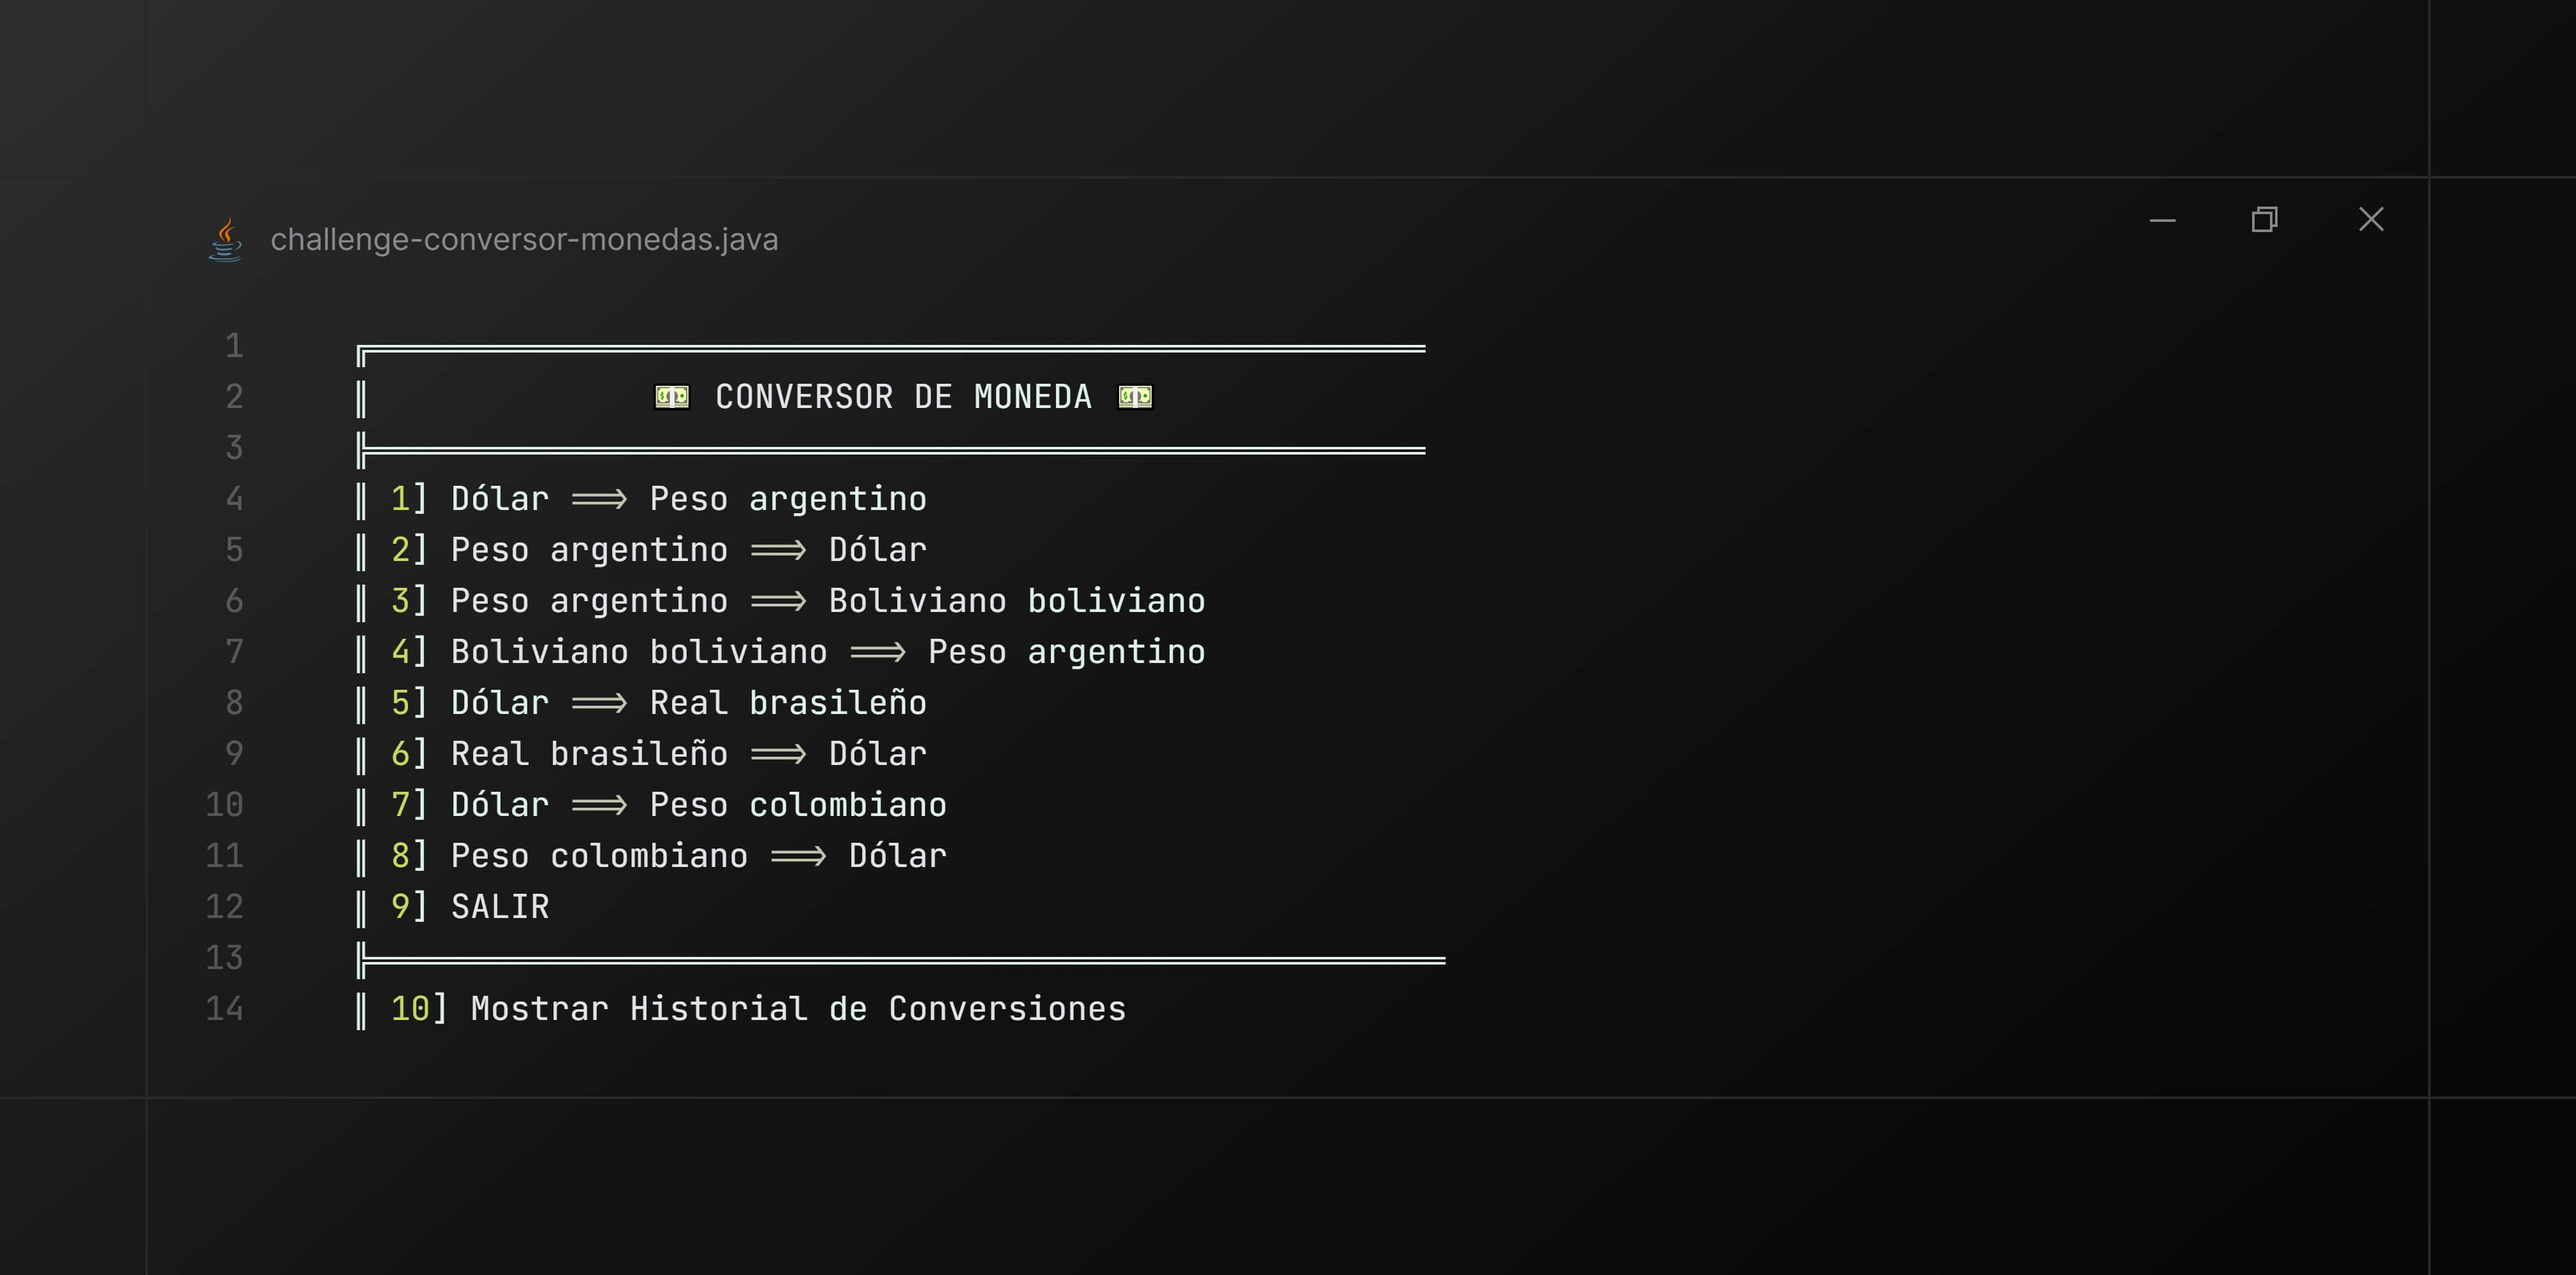 challenge-conversor-monedas.java
1 ╔══════════════════════════════════════════════════════
2 ║ 💵 CONVERSOR DE MONEDA 💵
3 ╠══════════════════════════════════════════════════════
4 ║ 1] Dólar ==> Peso argentino
5 ║ 2] Peso argentino ==> Dólar
6 ║ 3] Peso argentino ==> Boliviano boliviano
7 ║ 4] Boliviano boliviano ==> Peso argentino
8 ║ 5] Dólar ==> Real brasileño
9 ║ 6] Real brasileño ==> Dólar
10 ║ 7] Dólar ==> Peso colombiano
11 ║ 8] Peso colombiano ==> Dólar
12 ║ 9] SALIR
13 ╠═══════════════════════════════════════════════════════
14 ║ 10] Mostrar Historial de Conversiones